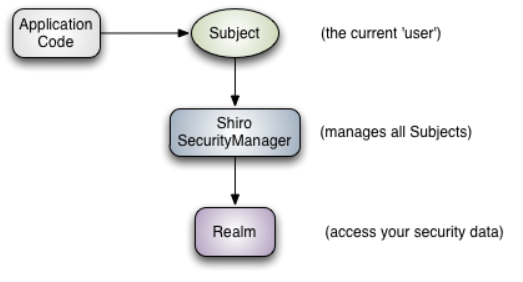 Application
Code
Subject
(the current 'user')
Shiro
SecurityManager
(manages all Subjects)
Realm
(access your security data)